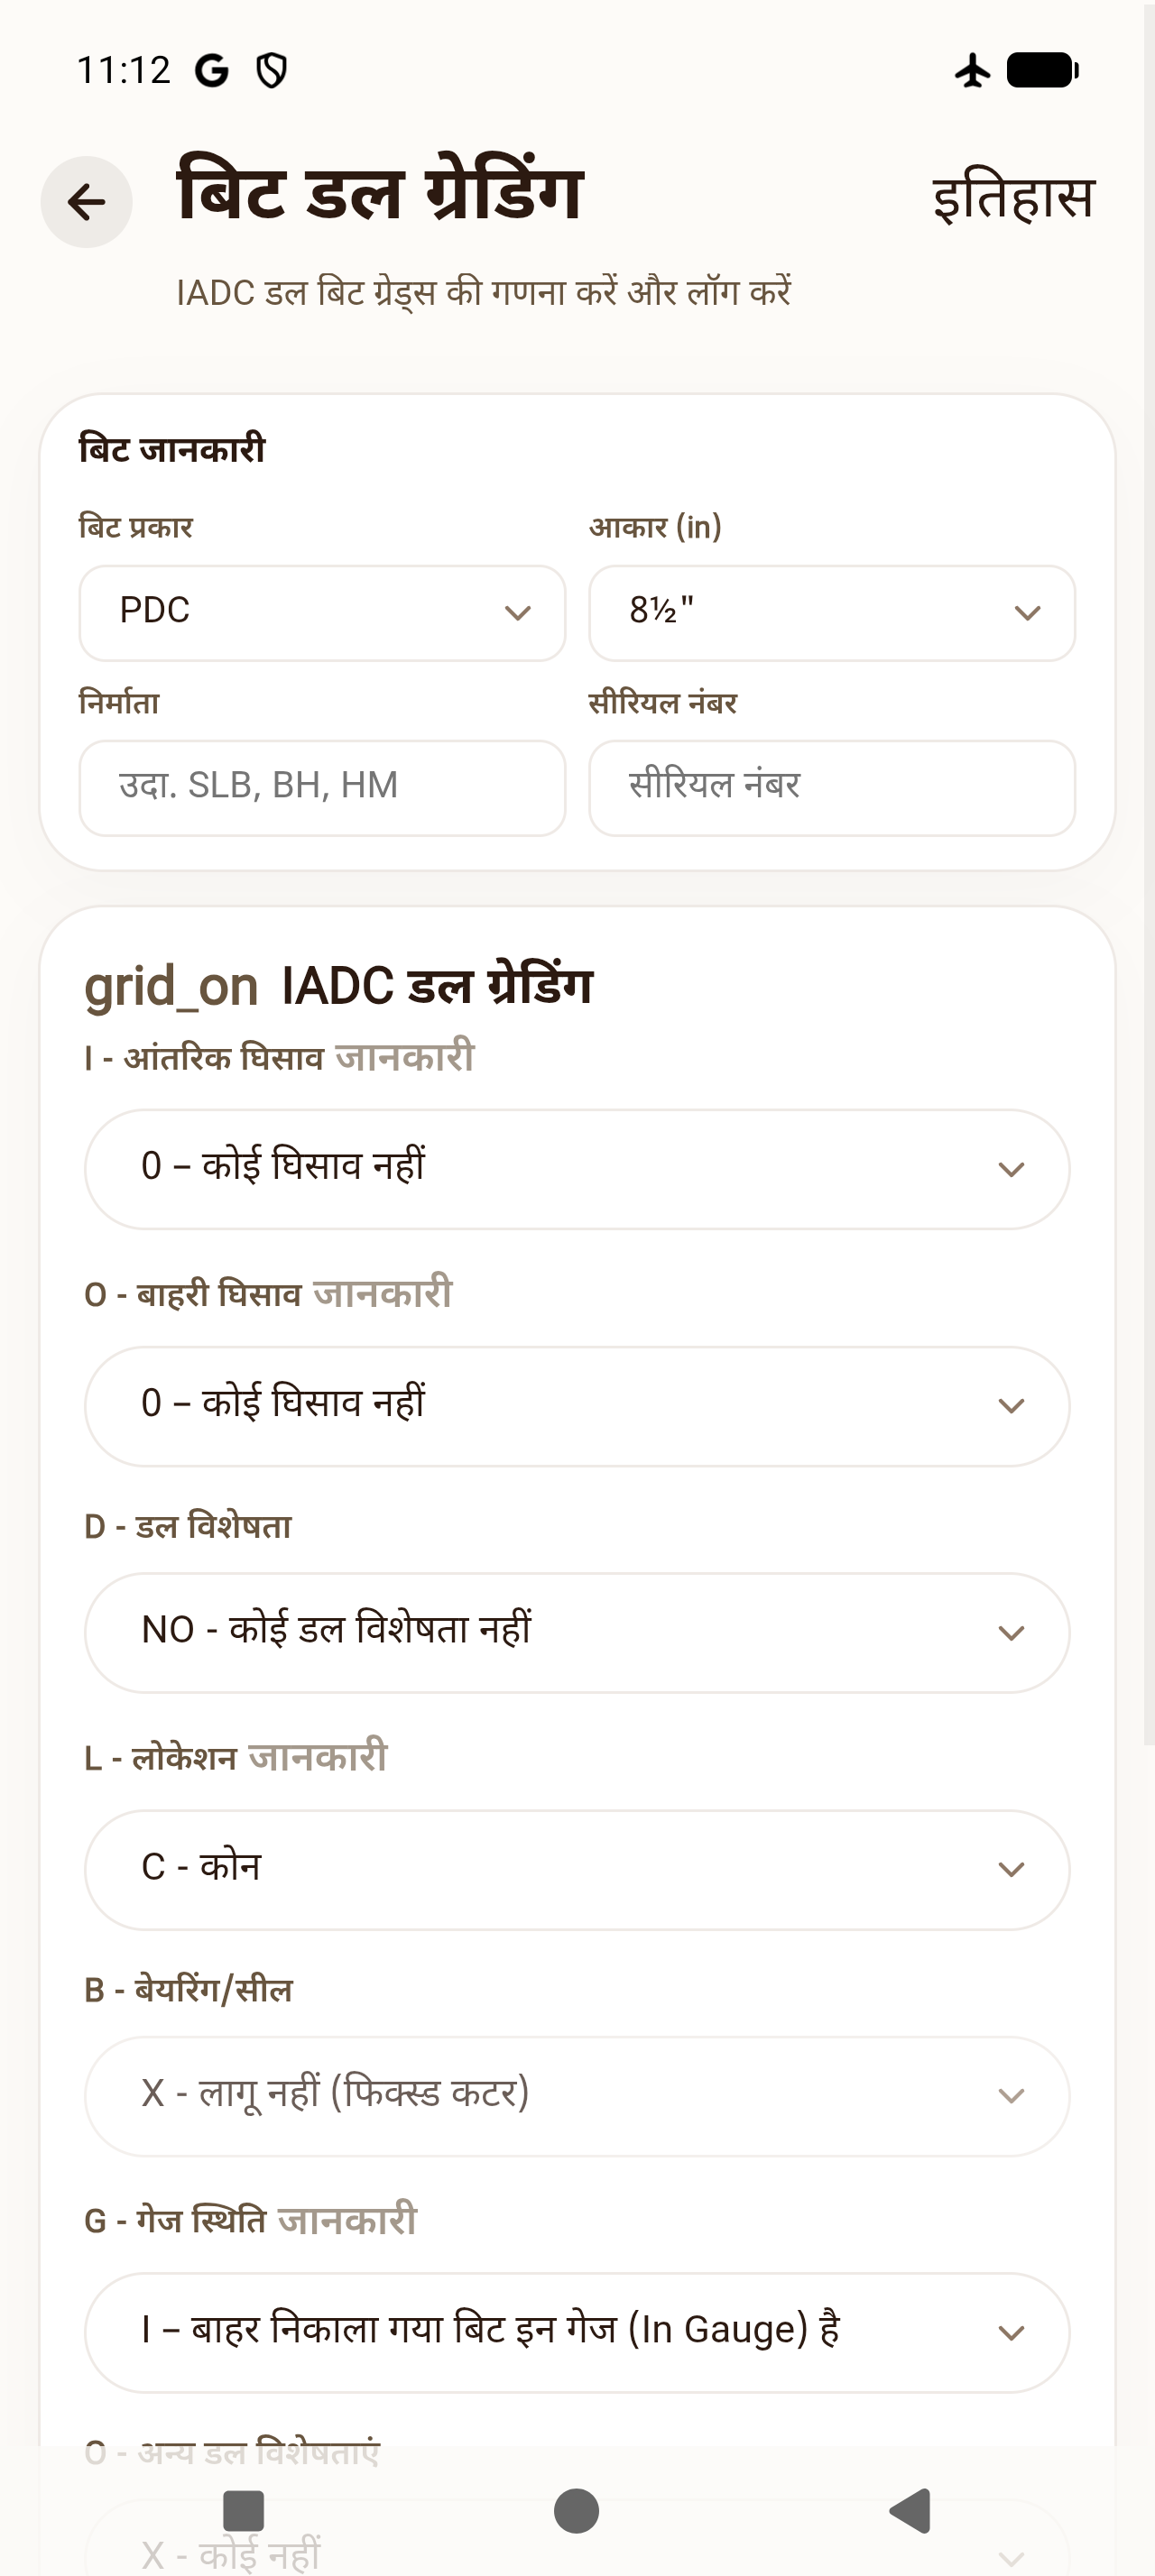 11:12
बिट डल ग्रेडिंग
इतिहास
IADC डल बिट ग्रेड्स की गणना करें और लॉग करें
बिट जानकारी
बिट प्रकार
आकार (in)
PDC
8½"
निर्माता
सीरियल नंबर
उदा. SLB, BH, HM
सीरियल नंबर
grid_on IADC डल ग्रेडिंग
I - आंतरिक घिसाव जानकारी
0 – कोई घिसाव नहीं
O - बाहरी घिसाव जानकारी
0 – कोई घिसाव नहीं
D - डल विशेषता
NO - कोई डल विशेषता नहीं
L - लोकेशन जानकारी
C - कोन
B - बेयरिंग/सील
X - लागू नहीं (फिक्स्ड कटर)
G - गेज स्थिति जानकारी
I – बाहर निकाला गया बिट इन गेज (In Gauge) है
O - अन्य डल विशेषताएं
X - कोई नहीं